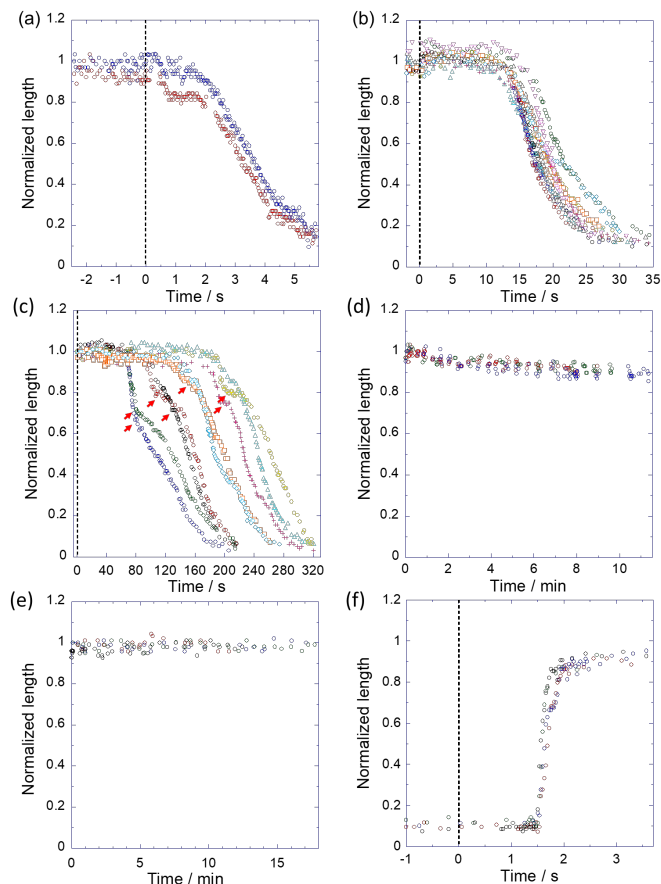 (a)
1.2
1
0.8
0.6
0.4
0.2
0
Normalized length
-2 -1 0 1 2 3 4 5
Time / s
(b)
1.2
1
0.8
0.6
0.4
0.2
0
Normalized length
0 5 10 15 20 25 30 35
Time / s
(c)
1.2
1
0.8
0.6
0.4
0.2
0
Normalized length
0 40 80 120 160 200 240 280 320
Time / s
(d)
1.2
1
0.8
0.6
0.4
0.2
0
Normalized length
0 2 4 6 8 10
Time / min
(e)
1.2
1
0.8
0.6
0.4
0.2
0
Normalized length
0 5 10 15
Time / min
(f)
1.2
1
0.8
0.6
0.4
0.2
0
Normalized length
-1 0 1 2 3
Time / s